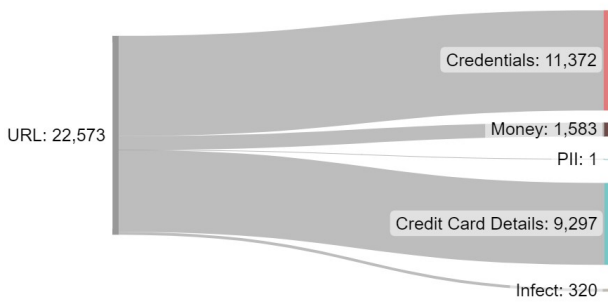 Credentials: 11,372
URL: 22,573
Money: 1,583
PII: 1
Credit Card Details: 9,297
Infect: 320